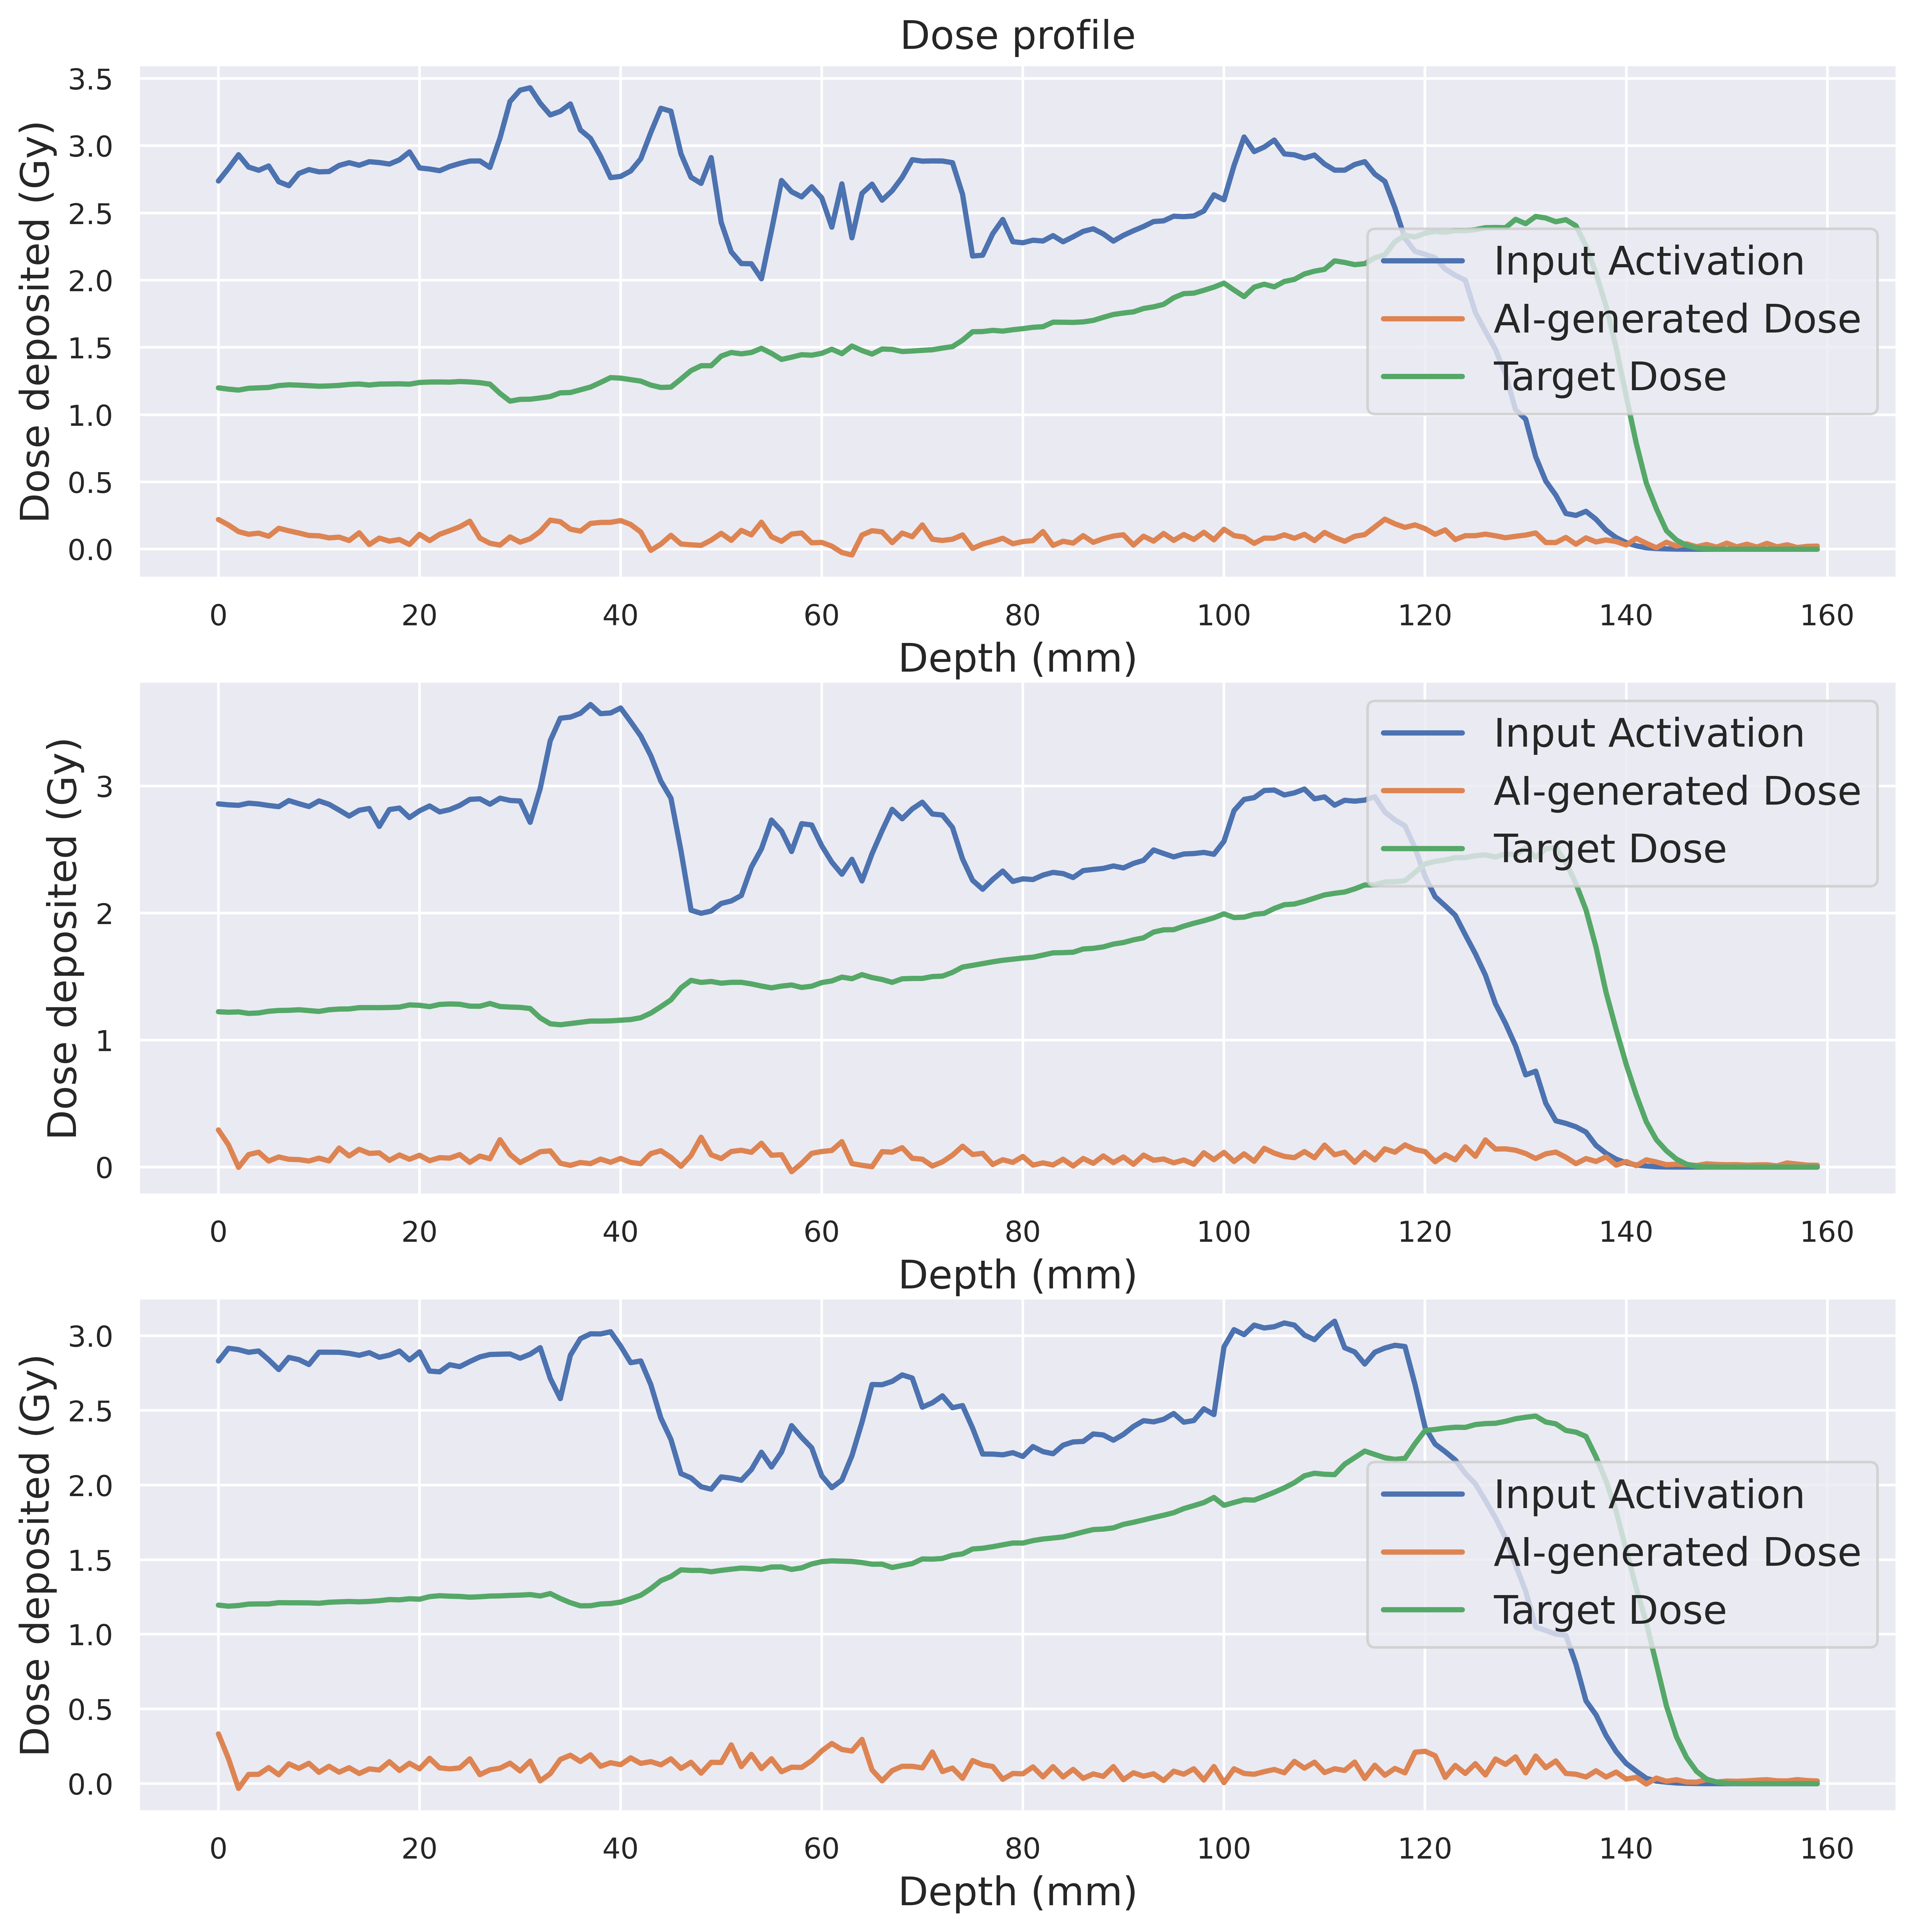 Dose profile
Dose deposited (Gy)
3.5
3.0
2.5
2.0
1.5
1.0
0.5
0.0
Input Activation
AI-generated Dose
Target Dose
0 20 40 60 80 100 120 140 160
Depth (mm)
Dose deposited (Gy)
3
2
1
0
Input Activation
AI-generated Dose
Target Dose
0 20 40 60 80 100 120 140 160
Depth (mm)
Dose deposited (Gy)
3.0
2.5
2.0
1.5
1.0
0.5
0.0
Input Activation
AI-generated Dose
Target Dose
0 20 40 60 80 100 120 140 160
Depth (mm)